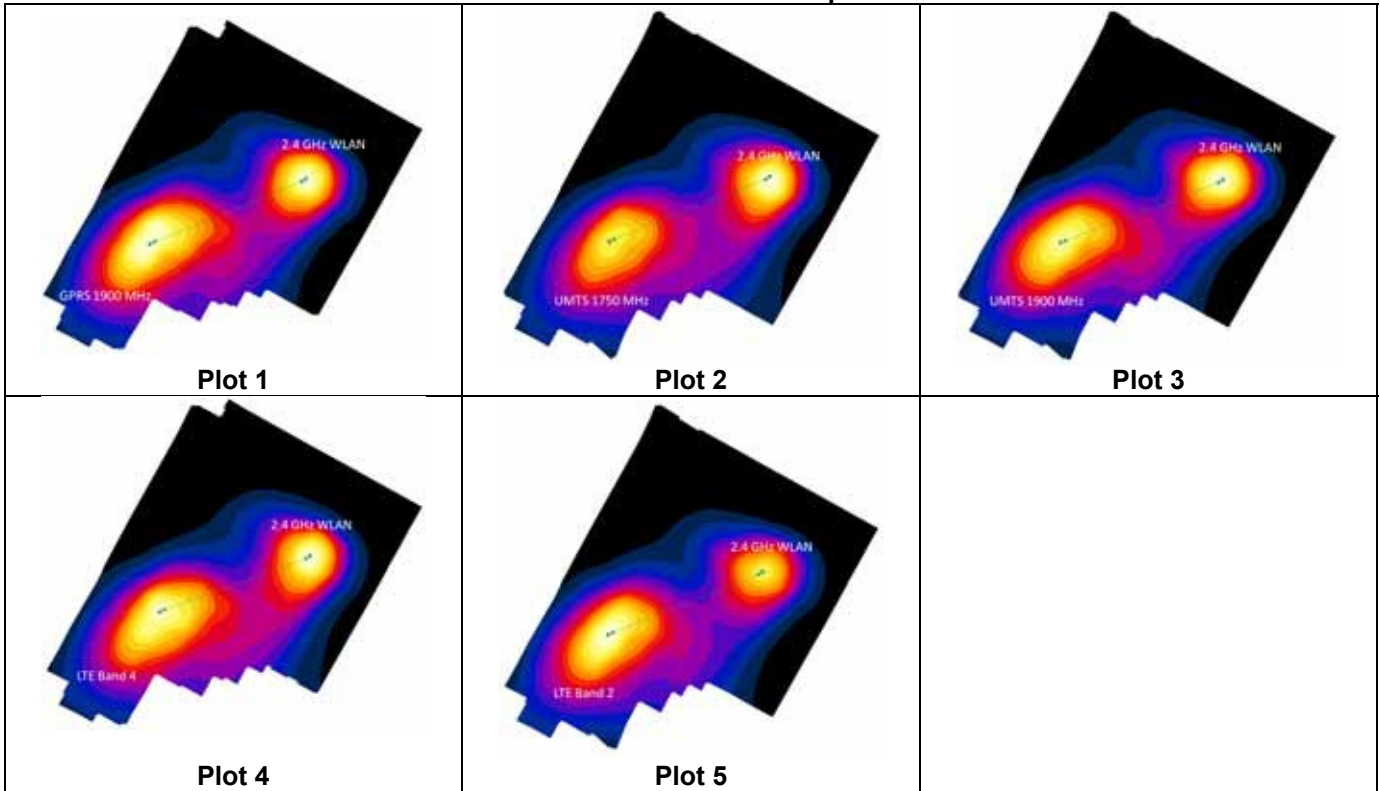 2.4 GHz WLAN
GPRS 1900 MHz
Plot 1
2.4 GHz WLAN
UMTS 1750 MHz
Plot 2
2.4 GHz WLAN
UMTS 1900 MHz
Plot 3
2.4 GHz WLAN
LTE Band 4
Plot 4
2.4 GHz WLAN
LTE Band 2
Plot 5